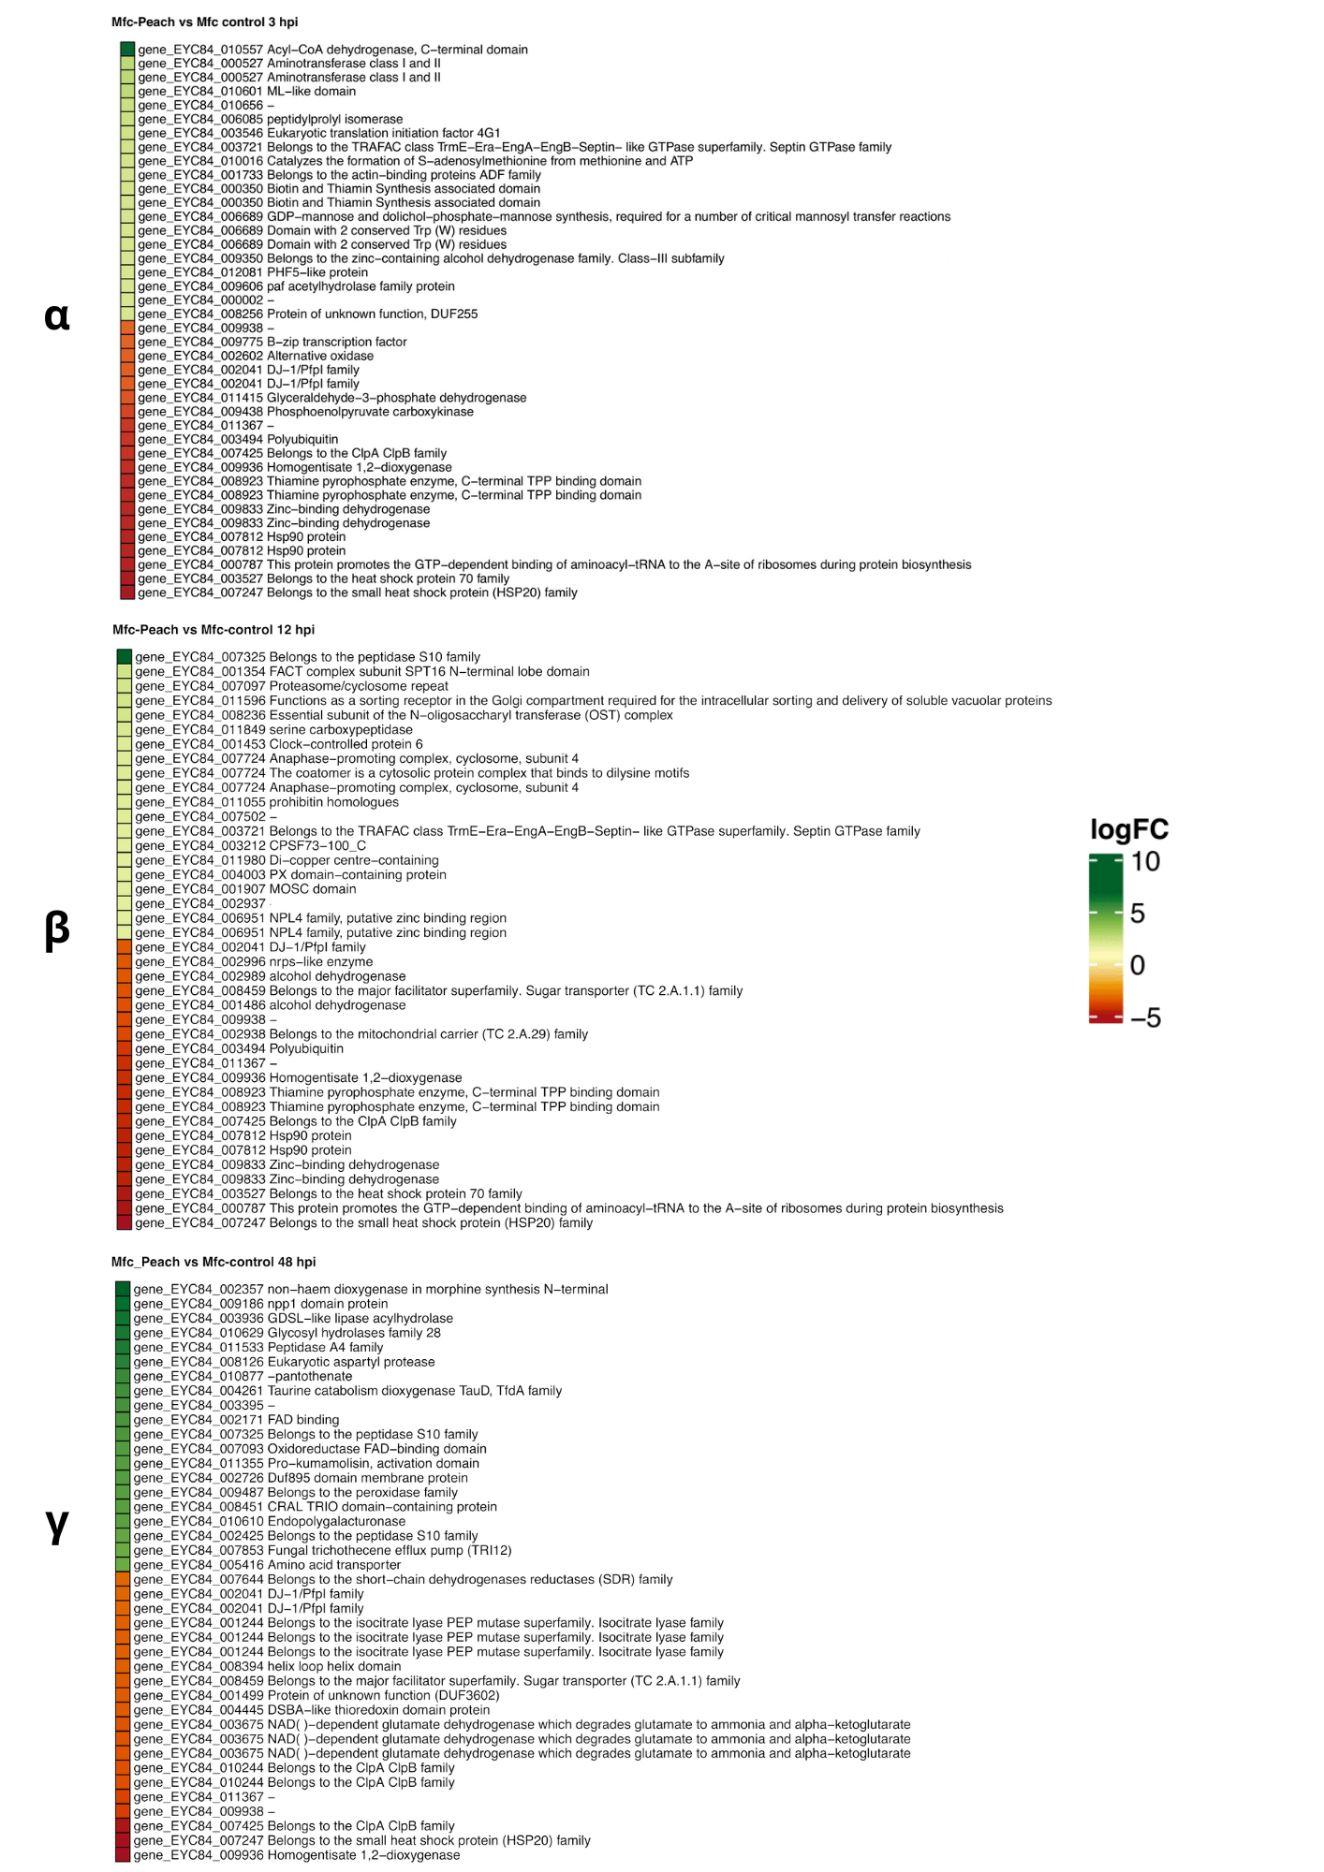 Mfc-Peach vs Mfc control 3 hpi
gene_EYC84_010557 Acyl−CoA dehydrogenase, C−terminal domain
gene_EYC84_000527 Aminotransferase class I and II
gene_EYC84_000527 Aminotransferase class I and II
gene_EYC84_010601 ML−like domain
gene_EYC84_010656 −
gene_EYC84_006085 peptidylprolyl isomerase
gene_EYC84_003546 Eukaryotic translation initiation factor 4G1
gene_EYC84_003721 Belongs to the TRAFAC class TrmE−Era−EngA−EngB−Septin− like GTPase superfamily. Septin GTPase family
gene_EYC84_010016 Catalyzes the formation of S−adenosylmethionine from methionine and ATP
gene_EYC84_001733 Belongs to the actin−binding proteins ADF family
gene_EYC84_000350 Biotin and Thiamin Synthesis associated domain
gene_EYC84_000350 Biotin and Thiamin Synthesis associated domain
gene_EYC84_006689 GDP−mannose and dolichol−phosphate−mannose synthesis, required for a number of critical mannosyl transfer reactions
gene_EYC84_006689 Domain with 2 conserved Trp (W) residues
gene_EYC84_006689 Domain with 2 conserved Trp (W) residues
gene_EYC84_009350 Belongs to the zinc−containing alcohol dehydrogenase family. Class−III subfamily
gene_EYC84_012081 PHF5−like protein
gene_EYC84_009606 paf acetylhydrolase family protein
gene_EYC84_000002 −
α
gene_EYC84_008256 Protein of unknown function, DUF255
gene_EYC84_009938 −
gene_EYC84_009775 B−zip transcription factor
gene_EYC84_002602 Alternative oxidase
gene_EYC84_002041 DJ−1/PfpI family
gene_EYC84_002041 DJ−1/PfpI family
gene_EYC84_011415 Glyceraldehyde−3−phosphate dehydrogenase
gene_EYC84_009438 Phosphoenolpyruvate carboxykinase
gene_EYC84_011367 −
gene_EYC84_003494 Polyubiquitin
gene_EYC84_007425 Belongs to the ClpA ClpB family
gene_EYC84_009936 Homogentisate 1,2−dioxygenase
gene_EYC84_008923 Thiamine pyrophosphate enzyme, C−terminal TPP binding domain
gene_EYC84_008923 Thiamine pyrophosphate enzyme, C−terminal TPP binding domain
gene_EYC84_009833 Zinc−binding dehydrogenase
gene_EYC84_009833 Zinc−binding dehydrogenase
gene_EYC84_007812 Hsp90 protein
gene_EYC84_007812 Hsp90 protein
gene_EYC84_000787 This protein promotes the GTP−dependent binding of aminoacyl−tRNA to the A−site of ribosomes during protein biosynthesis
gene_EYC84_003527 Belongs to the heat shock protein 70 family
gene_EYC84_007247 Belongs to the small heat shock protein (HSP20) family
Mfc-Peach vs Mfc-control 12 hpi
gene_EYC84_007325 Belongs to the peptidase S10 family
gene_EYC84_001354 FACT complex subunit SPT16 N−terminal lobe domain
gene_EYC84_007097 Proteasome/cyclosome repeat
gene_EYC84_011596 Functions as a sorting receptor in the Golgi compartment required for the intracellular sorting and delivery of soluble vacuolar proteins
gene_EYC84_008236 Essential subunit of the N−oligosaccharyl transferase (OST) complex
gene_EYC84_011849 serine carboxypeptidase
gene_EYC84_001453 Clock−controlled protein 6
gene_EYC84_007724 Anaphase−promoting complex, cyclosome, subunit 4
gene_EYC84_007724 The coatomer is a cytosolic protein complex that binds to dilysine motifs
gene_EYC84_007724 Anaphase−promoting complex, cyclosome, subunit 4
gene_EYC84_011055 prohibitin homologues
gene_EYC84_007502 −
gene_EYC84_003721 Belongs to the TRAFAC class TrmE−Era−EngA−EngB−Septin− like GTPase superfamily. Septin GTPase family
gene_EYC84_003212 CPSF73−100_C
gene_EYC84_011980 Di−copper centre−containing
gene_EYC84_004003 PX domain−containing protein
gene_EYC84_001907 MOSC domain
gene_EYC84_002937 -
gene_EYC84_006951 NPL4 family, putative zinc binding region
β
gene_EYC84_006951 NPL4 family, putative zinc binding region
gene_EYC84_002041 DJ−1/PfpI family
gene_EYC84_002996 nrps−like enzyme
gene_EYC84_002989 alcohol dehydrogenase
gene_EYC84_008459 Belongs to the major facilitator superfamily. Sugar transporter (TC 2.A.1.1) family
gene_EYC84_001486 alcohol dehydrogenase
gene_EYC84_009938 −
gene_EYC84_002938 Belongs to the mitochondrial carrier (TC 2.A.29) family
gene_EYC84_003494 Polyubiquitin
gene_EYC84_011367 −
gene_EYC84_009936 Homogentisate 1,2−dioxygenase
gene_EYC84_008923 Thiamine pyrophosphate enzyme, C−terminal TPP binding domain
gene_EYC84_008923 Thiamine pyrophosphate enzyme, C−terminal TPP binding domain
gene_EYC84_007425 Belongs to the ClpA ClpB family
gene_EYC84_007812 Hsp90 protein
gene_EYC84_007812 Hsp90 protein
gene_EYC84_009833 Zinc−binding dehydrogenase
gene_EYC84_009833 Zinc−binding dehydrogenase
gene_EYC84_003527 Belongs to the heat shock protein 70 family
gene_EYC84_000787 This protein promotes the GTP−dependent binding of aminoacyl−tRNA to the A−site of ribosomes during protein biosynthesis
gene_EYC84_007247 Belongs to the small heat shock protein (HSP20) family
logFC
10
5
0
−5
Mfc_Peach vs Mfc-control 48 hpi
gene_EYC84_002357 non−haem dioxygenase in morphine synthesis N−terminal
gene_EYC84_009186 npp1 domain protein
gene_EYC84_003936 GDSL−like lipase acylhydrolase
gene_EYC84_010629 Glycosyl hydrolases family 28
gene_EYC84_011533 Peptidase A4 family
gene_EYC84_008126 Eukaryotic aspartyl protease
gene_EYC84_010877 −pantothenate
gene_EYC84_004261 Taurine catabolism dioxygenase TauD, TfdA family
gene_EYC84_003395 −
gene_EYC84_002171 FAD binding
gene_EYC84_007325 Belongs to the peptidase S10 family
gene_EYC84_007093 Oxidoreductase FAD−binding domain
gene_EYC84_011355 Pro−kumamolisin, activation domain
gene_EYC84_002726 Duf895 domain membrane protein
gene_EYC84_009487 Belongs to the peroxidase family
gene_EYC84_008451 CRAL TRIO domain−containing protein
gene_EYC84_010610 Endopolygalacturonase
γ
gene_EYC84_002425 Belongs to the peptidase S10 family
gene_EYC84_007853 Fungal trichothecene efflux pump (TRI12)
gene_EYC84_005416 Amino acid transporter
gene_EYC84_007644 Belongs to the short−chain dehydrogenases reductases (SDR) family
gene_EYC84_002041 DJ−1/PfpI family
gene_EYC84_002041 DJ−1/PfpI family
gene_EYC84_001244 Belongs to the isocitrate lyase PEP mutase superfamily. Isocitrate lyase family
gene_EYC84_001244 Belongs to the isocitrate lyase PEP mutase superfamily. Isocitrate lyase family
gene_EYC84_001244 Belongs to the isocitrate lyase PEP mutase superfamily. Isocitrate lyase family
gene_EYC84_008394 helix loop helix domain
gene_EYC84_008459 Belongs to the major facilitator superfamily. Sugar transporter (TC 2.A.1.1) family
gene_EYC84_001499 Protein of unknown function (DUF3602)
gene_EYC84_004445 DSBA−like thioredoxin domain protein
gene_EYC84_003675 NAD( )−dependent glutamate dehydrogenase which degrades glutamate to ammonia and alpha−ketoglutarate
gene_EYC84_003675 NAD( )−dependent glutamate dehydrogenase which degrades glutamate to ammonia and alpha−ketoglutarate
gene_EYC84_003675 NAD( )−dependent glutamate dehydrogenase which degrades glutamate to ammonia and alpha−ketoglutarate
gene_EYC84_010244 Belongs to the ClpA ClpB family
gene_EYC84_010244 Belongs to the ClpA ClpB family
gene_EYC84_011367 −
gene_EYC84_009938 −
gene_EYC84_007425 Belongs to the ClpA ClpB family
gene_EYC84_007247 Belongs to the small heat shock protein (HSP20) family
gene_EYC84_009936 Homogentisate 1,2−dioxygenase